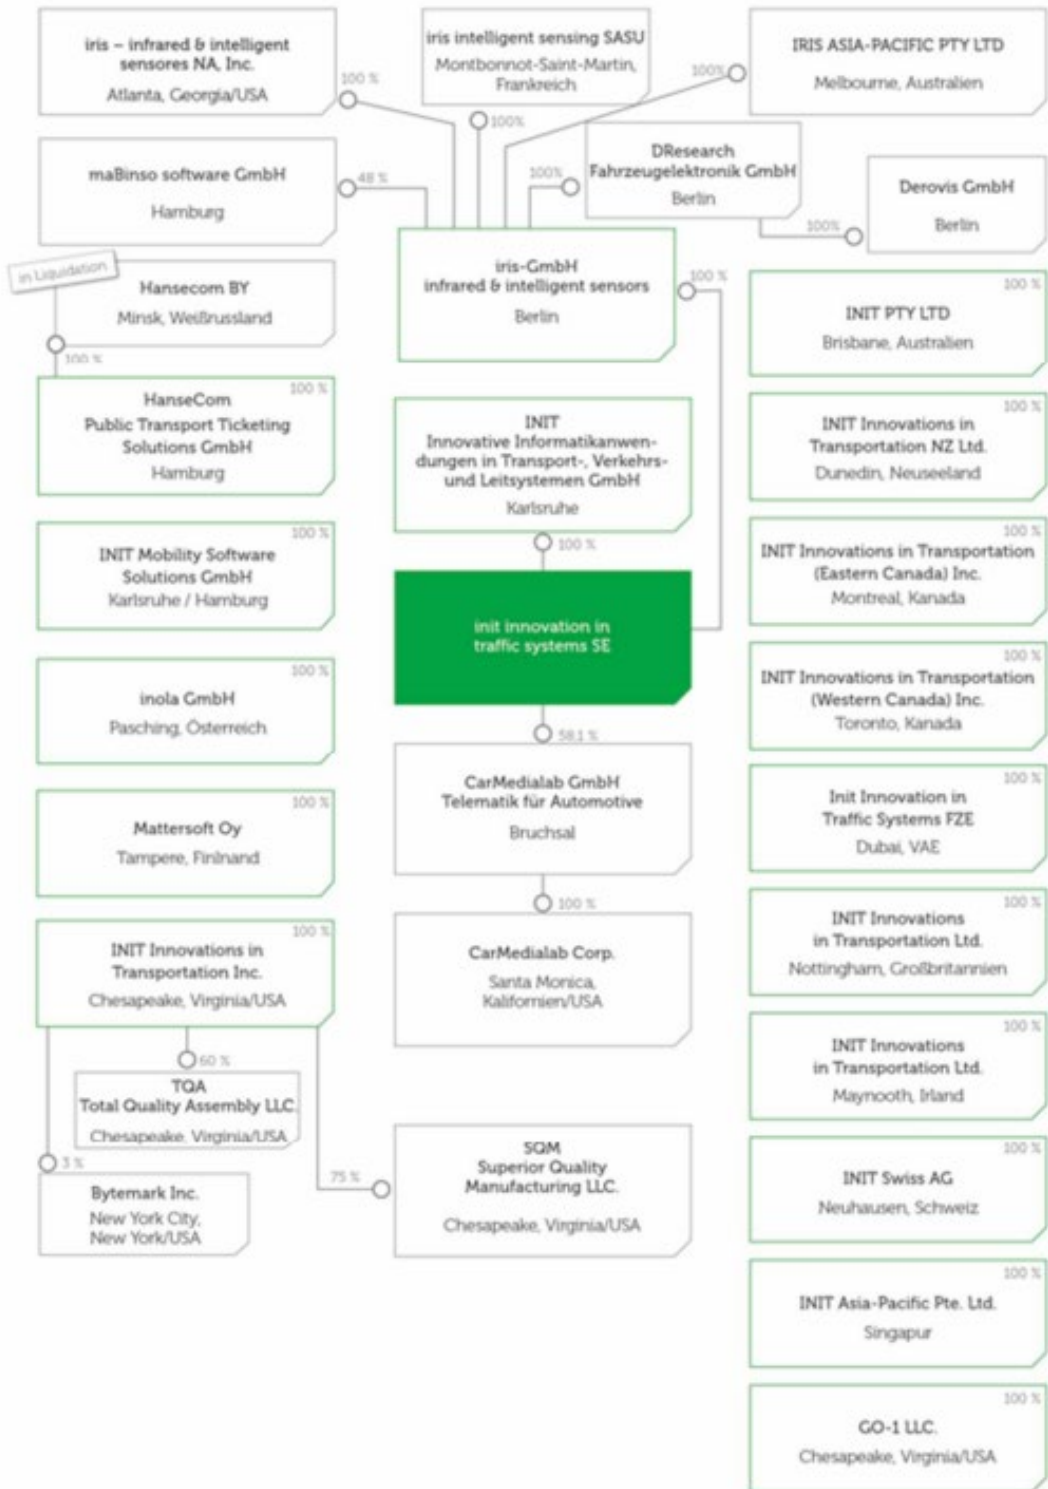 iris – infrared & intelligent
sensores NA, Inc.
Atlanta, Georgia/USA
100 %
iris intelligent sensing SASU
Montbonnot-Saint-Martin,
Frankreich
100%
IRIS ASIA-PACIFIC PTY LTD
Melbourne, Australien
100%
maBinso software GmbH
Hamburg
48 %
DResearch
Fahrzeugelektronik GmbH
Berlin
100%
Derovis GmbH
Berlin
100%
in Liquidation
Hansecom BY
Minsk, Weißrussland
100 %
iris-GmbH
infrared & intelligent sensors
Berlin
100 %
100 %
INIT PTY LTD
Brisbane, Australien
100 %
HanseCom
Public Transport Ticketing
Solutions GmbH
Hamburg
INIT
Innovative Informatikanwen-
dungen in Transport-, Verkehrs-
und Leitsystemen GmbH
Karlsruhe
100 %
100 %
INIT Innovations in
Transportation NZ Ltd.
Dunedin, Neuseeland
100 %
INIT Mobility Software
Solutions GmbH
Karlsruhe / Hamburg
init innovation in
traffic systems SE
100 %
INIT Innovations in Transportation
(Eastern Canada) Inc.
Montreal, Kanada
100 %
inola GmbH
Pasching, Österreich
58,1 %
100 %
INIT Innovations in Transportation
(Western Canada) Inc.
Toronto, Kanada
100 %
Mattersoft Oy
Tampere, Finlnand
CarMedialab GmbH
Telematik für Automotive
Bruchsal
100 %
100 %
Init Innovation in
Traffic Systems FZE
Dubai, VAE
100 %
INIT Innovations in
Transportation Inc.
Chesapeake, Virginia/USA
CarMedialab Corp.
Santa Monica,
Kalifornien/USA
100 %
INIT Innovations
in Transportation Ltd.
Nottingham, Großbritannien
60 %
TQA
Total Quality Assembly LLC.
Chesapeake, Virginia/USA
100 %
INIT Innovations
in Transportation Ltd.
Maynooth, Irland
3 %
Bytemark Inc.
New York City,
New York/USA
75 %
SQM
Superior Quality
Manufacturing LLC.
Chesapeake, Virginia/USA
100 %
INIT Swiss AG
Neuhausen, Schweiz
100 %
INIT Asia-Pacific Pte. Ltd.
Singapur
100 %
GO-1 LLC.
Chesapeake, Virginia/USA